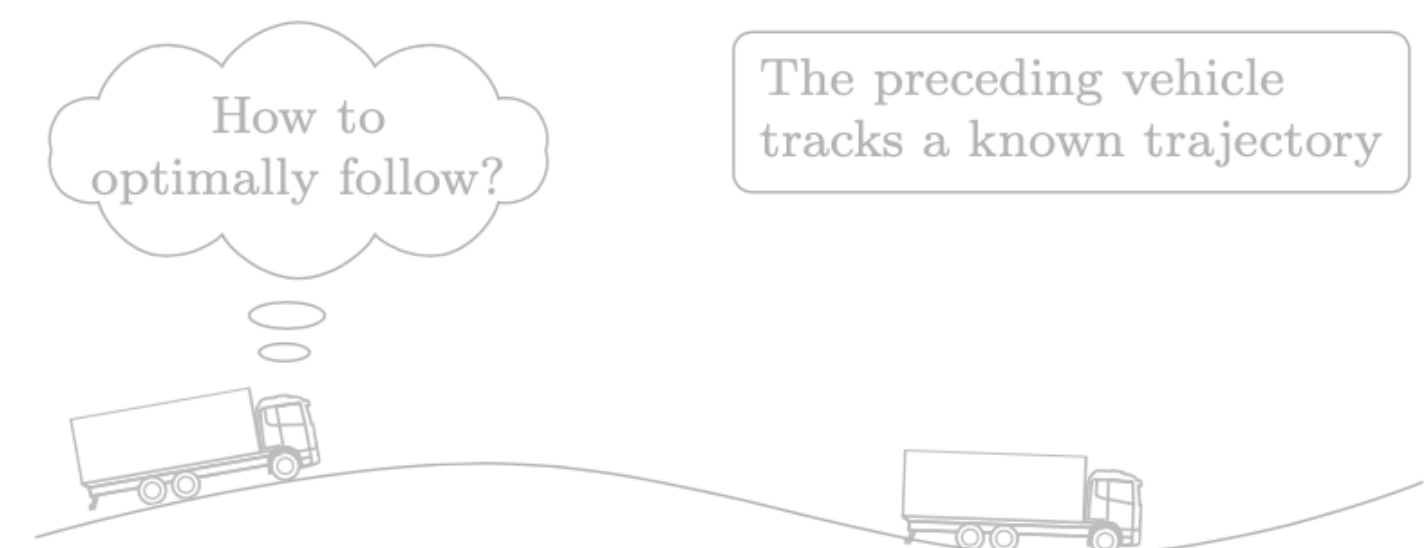 How to
optimally follow?
The preceding vehicle
tracks a known trajectory